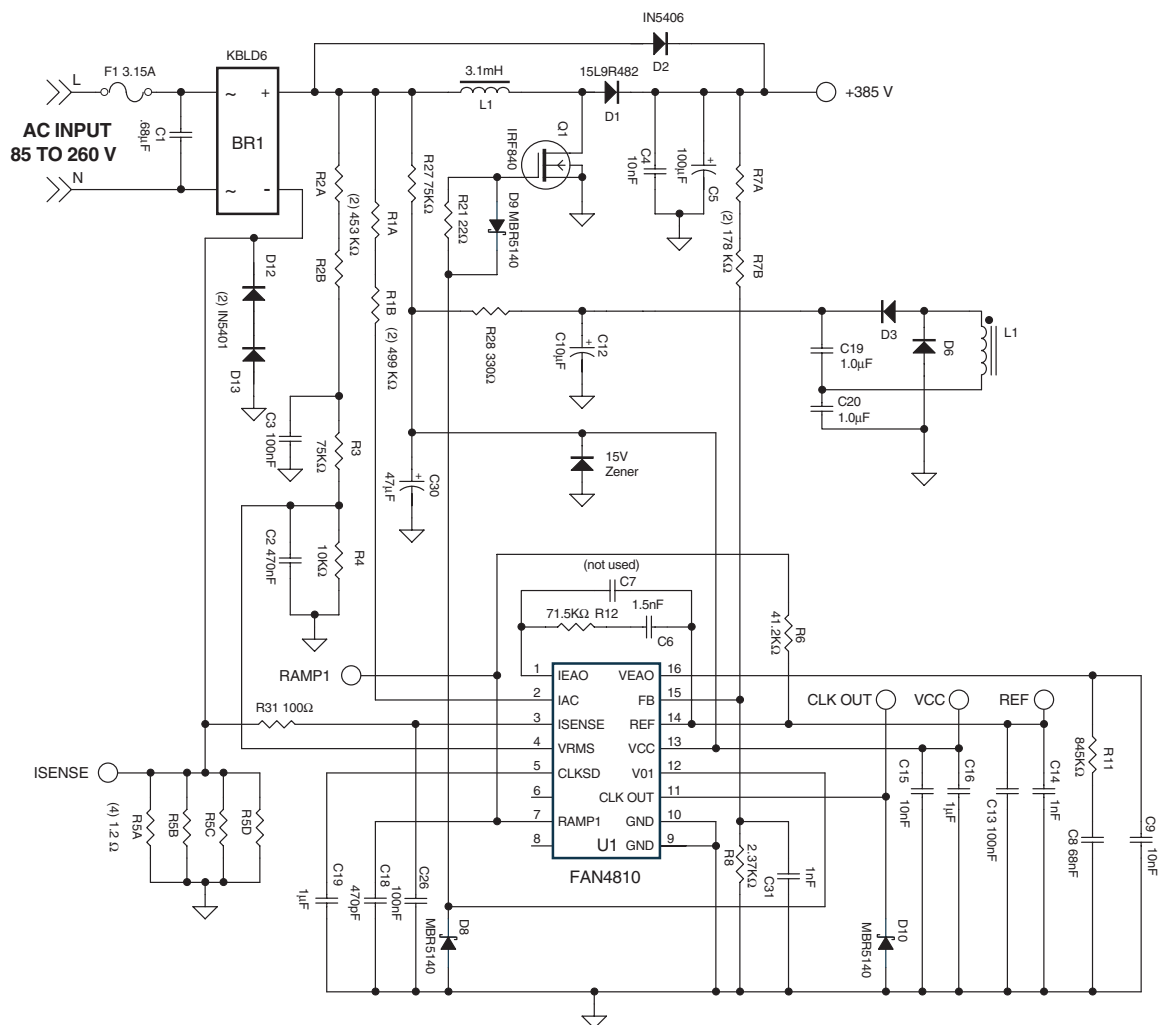 IN5406
D2
F1 3.15A
L
KBLD6
~
+
BR1
~
-
C1
.68µF
AC INPUT
85 TO 260 V
N
3.1mH
L1
15L9R482
D1
+385 V
Q1
IRF840
C4
10nF
100µF
+
C5
R7A
(2) 178 KΩ
R7B
R2A
(2) 453 KΩ
R2B
R1A
R1B
(2) 499 KΩ
R27 75KΩ
R21 22Ω
D9 MBR5140
D12
(2) IN5401
D13
R28 330Ω
+
C12
C10µF
D3
D6
L1
C19
1.0µF
C20
1.0µF
C3 100nF
R3
75KΩ
+
C30
47µF
15V
Zener
C2 470nF
R4
10KΩ
(not used)
C7
71.5KΩ R12
1.5nF
C6
R6
41.2KΩ
RAMP1
R31 100Ω
ISENSE
R5A
R5B
R5C
R5D
(4) 1.2 Ω
1 IEAO VEAO 16
2 IAC FB 15
3 ISENSE REF 14
4 VRMS VCC 13
5 CLKSD V01 12
6 CLK OUT 11
7 RAMP1 GND 10
8 U1 GND 9
FAN4810
CLK OUT
VCC
REF
C19
1µF
C18
470pF
C26
100nF
D8
MBR5140
2.37KΩ
R8
C31
1nF
D10
MBR5140
C15
10nF
C16
1µF
C13 100nF
C14
1nF
R11
845KΩ
C8 68nF
C9
10nF